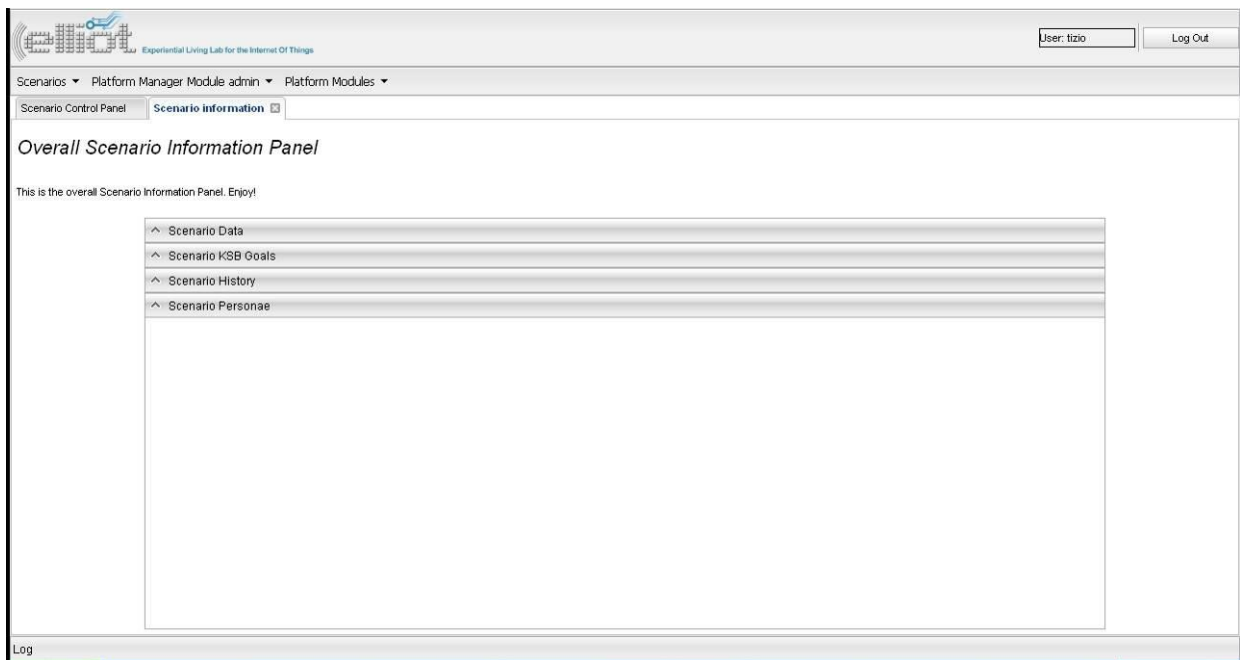 elliot
Experiential Living Lab for the Internet Of Things
User: tizio
Log Out
Scenarios Platform Manager Module admin Platform Modules
Scenario Control Panel Scenario information
Overall Scenario Information Panel
This is the overall Scenario Information Panel. Enjoy!
Scenario Data
Scenario KSB Goals
Scenario History
Scenario Personae
Log